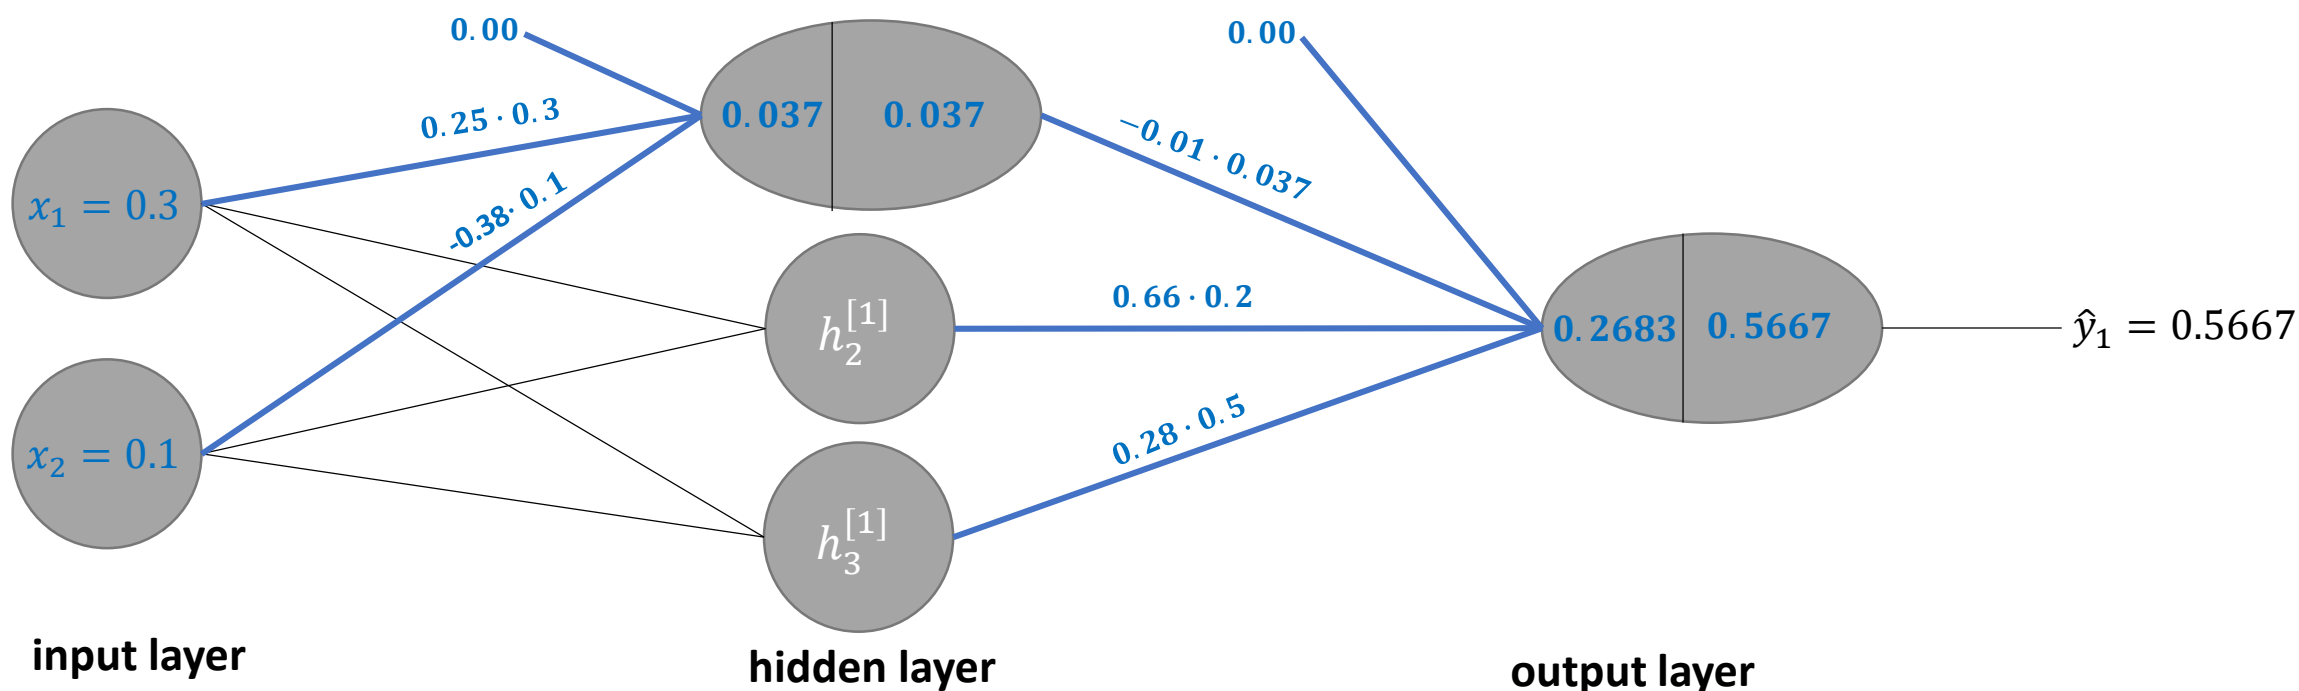 0.00
0.25 · 0.3
-0.38· 0.1
x₁ = 0.3
x₂ = 0.1
0.037
0.037
h₂^[1]
h₃^[1]
0.00
−0.01 · 0.037
0.66 · 0.2
0.28 · 0.5
0.2683
0.5667
ŷ₁ = 0.5667
input layer
hidden layer
output layer